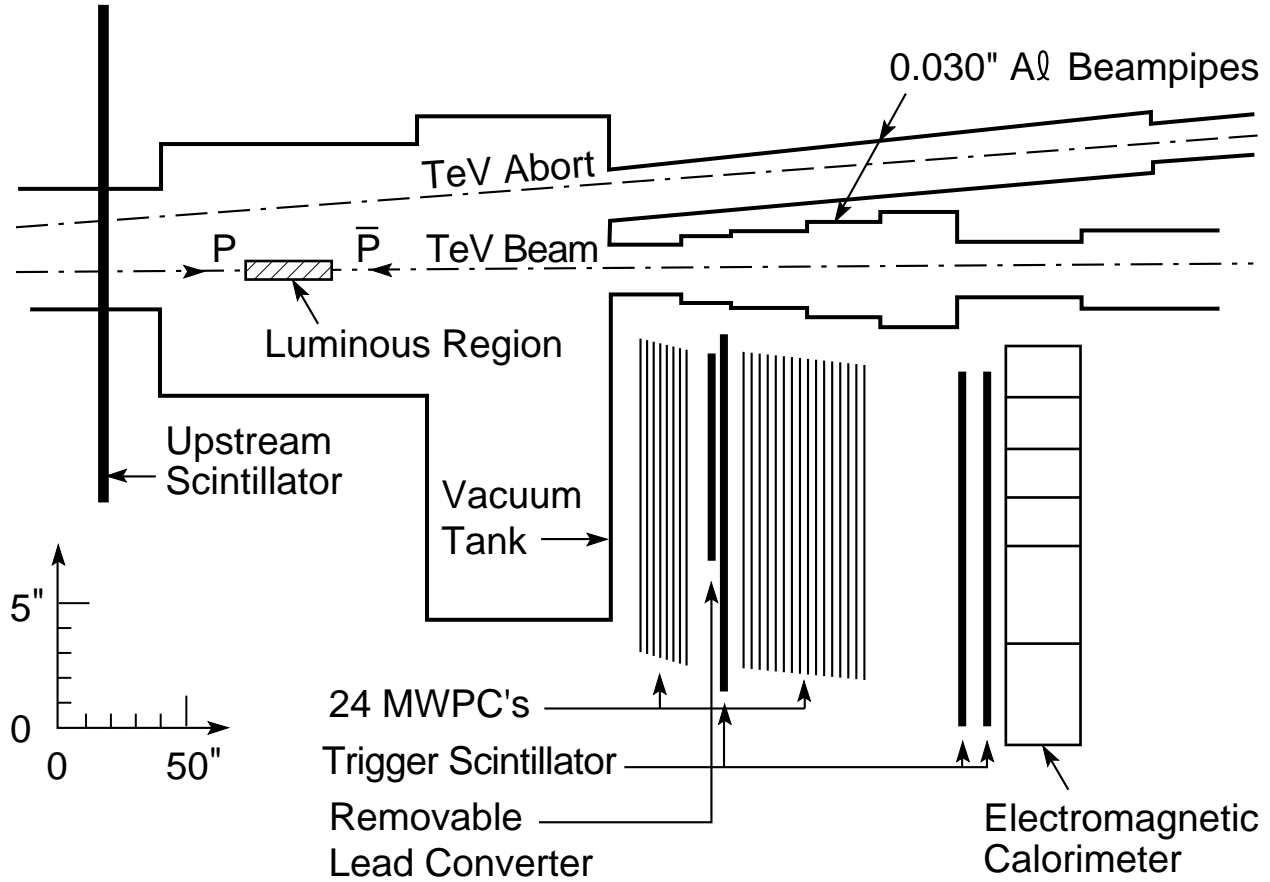 0.030" Aℓ Beampipes
TeV Abort
P
P̅
TeV Beam
Luminous Region
Upstream
Scintillator
Vacuum
Tank
5"
0
0
50"
24 MWPC's
Trigger Scintillator
Removable
Lead Converter
Electromagnetic
Calorimeter